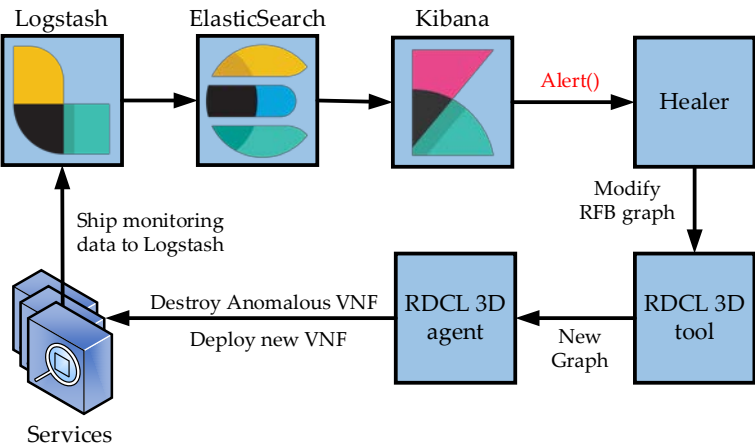 Logstash
ElasticSearch
Kibana
Alert()
Healer
Modify
RFB graph
Ship monitoring
data to Logstash
Destroy Anomalous VNF
Deploy new VNF
RDCL 3D
agent
New
Graph
RDCL 3D
tool
Services